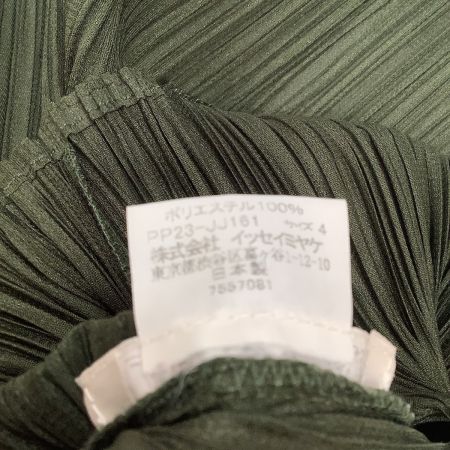 ポリエステル100%
PP23-JJ161 サイズ 4
株式会社 イッセイミヤケ
東京都渋谷区富ヶ谷1-12-10
日本製
7557081